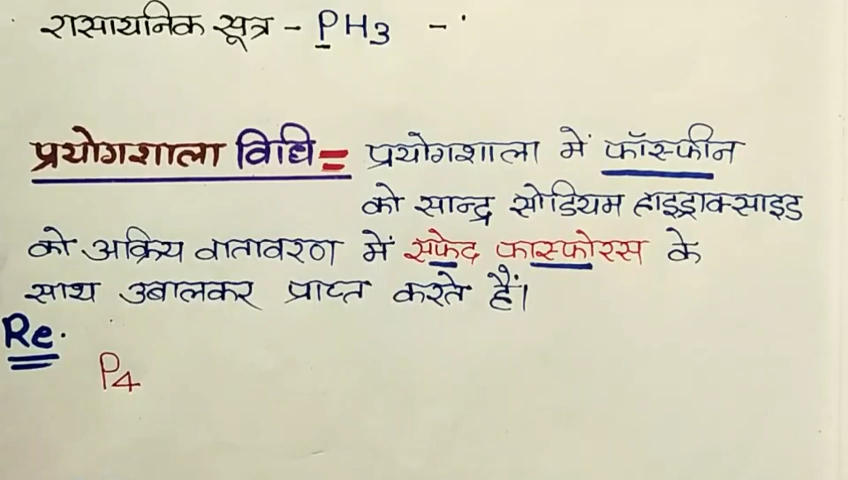 रासायनिक सूत्र - PH3 -
प्रयोगशाला विधि = प्रयोगशाला में फॉस्फीन
को सान्द्र सोडियम हाइड्राक्साइड
को अक्रिय वातावरण में सफेद फास्फोरस के
साथ उबालकर प्राप्त करते हैं।
Re.
P4